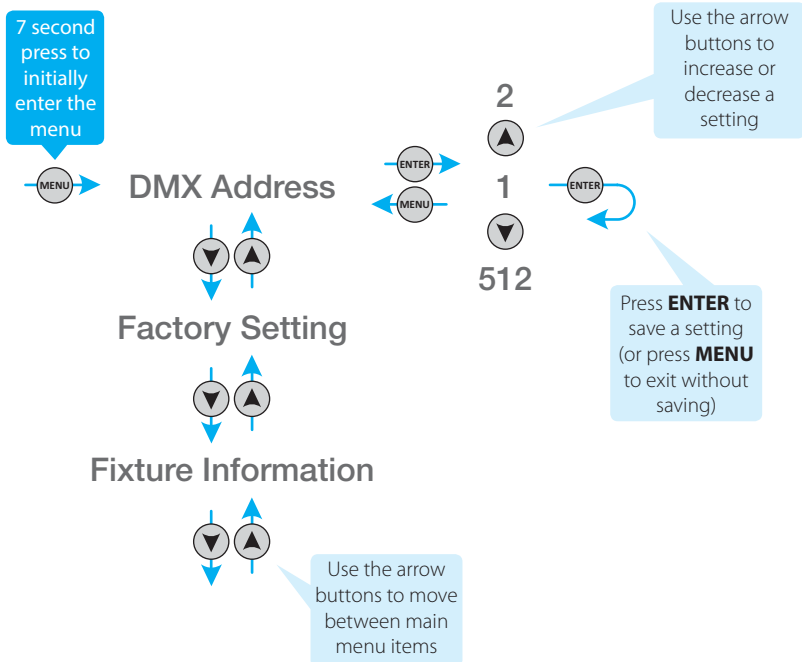 7 second
press to
initially
enter the
menu
Use the arrow
buttons to
increase or
decrease a
setting
2
MENU
DMX Address
ENTER
MENU
1
ENTER
512
Factory Setting
Press ENTER to
save a setting
(or press MENU
to exit without
saving)
Fixture Information
Use the arrow
buttons to move
between main
menu items